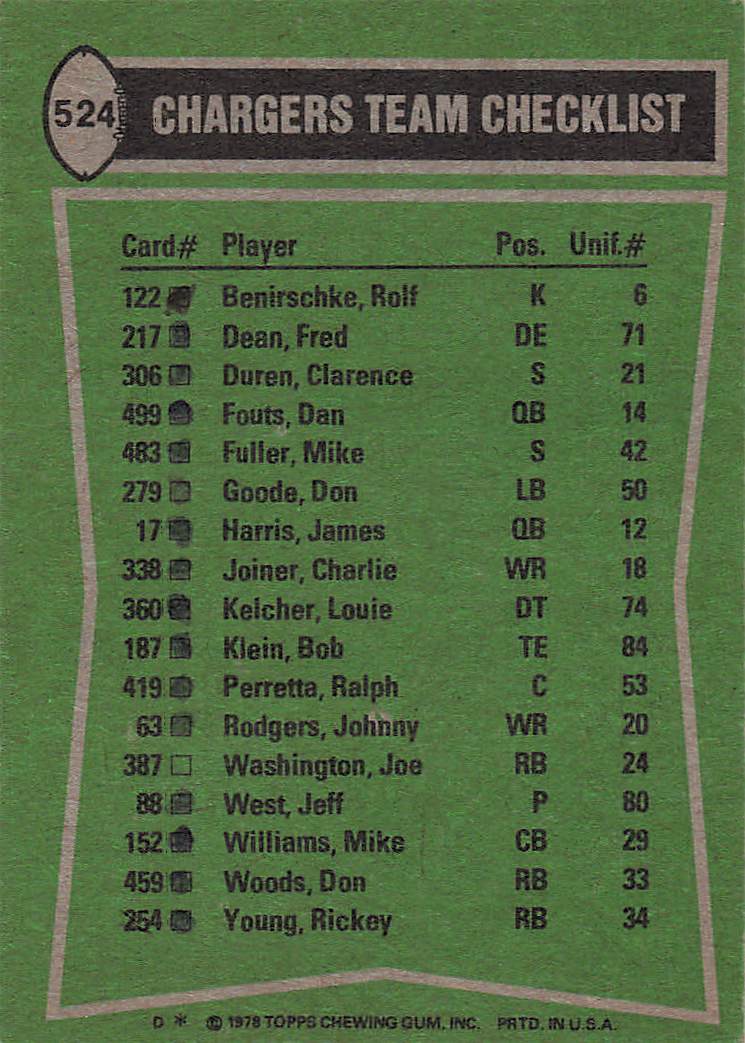 524 CHARGERS TEAM CHECKLIST
Card# Player Pos. Unif.#
122 Benirschke, Rolf K 6
217 Dean, Fred DE 71
306 Duren, Clarence S 21
499 Fouts, Dan QB 14
483 Fuller, Mike S 42
279 Goode, Don LB 50
17 Harris, James QB 12
338 Joiner, Charlie WR 18
360 Kelcher, Louie DT 74
187 Klein, Bob TE 84
419 Perretta, Ralph C 53
63 Rodgers, Johnny WR 20
387 Washington, Joe RB 24
88 West, Jeff P 80
152 Williams, Mike CB 29
459 Woods, Don RB 33
254 Young, Rickey RB 34
D * © 1978 TOPPS CHEWING GUM, INC. PRTD. IN U.S.A.